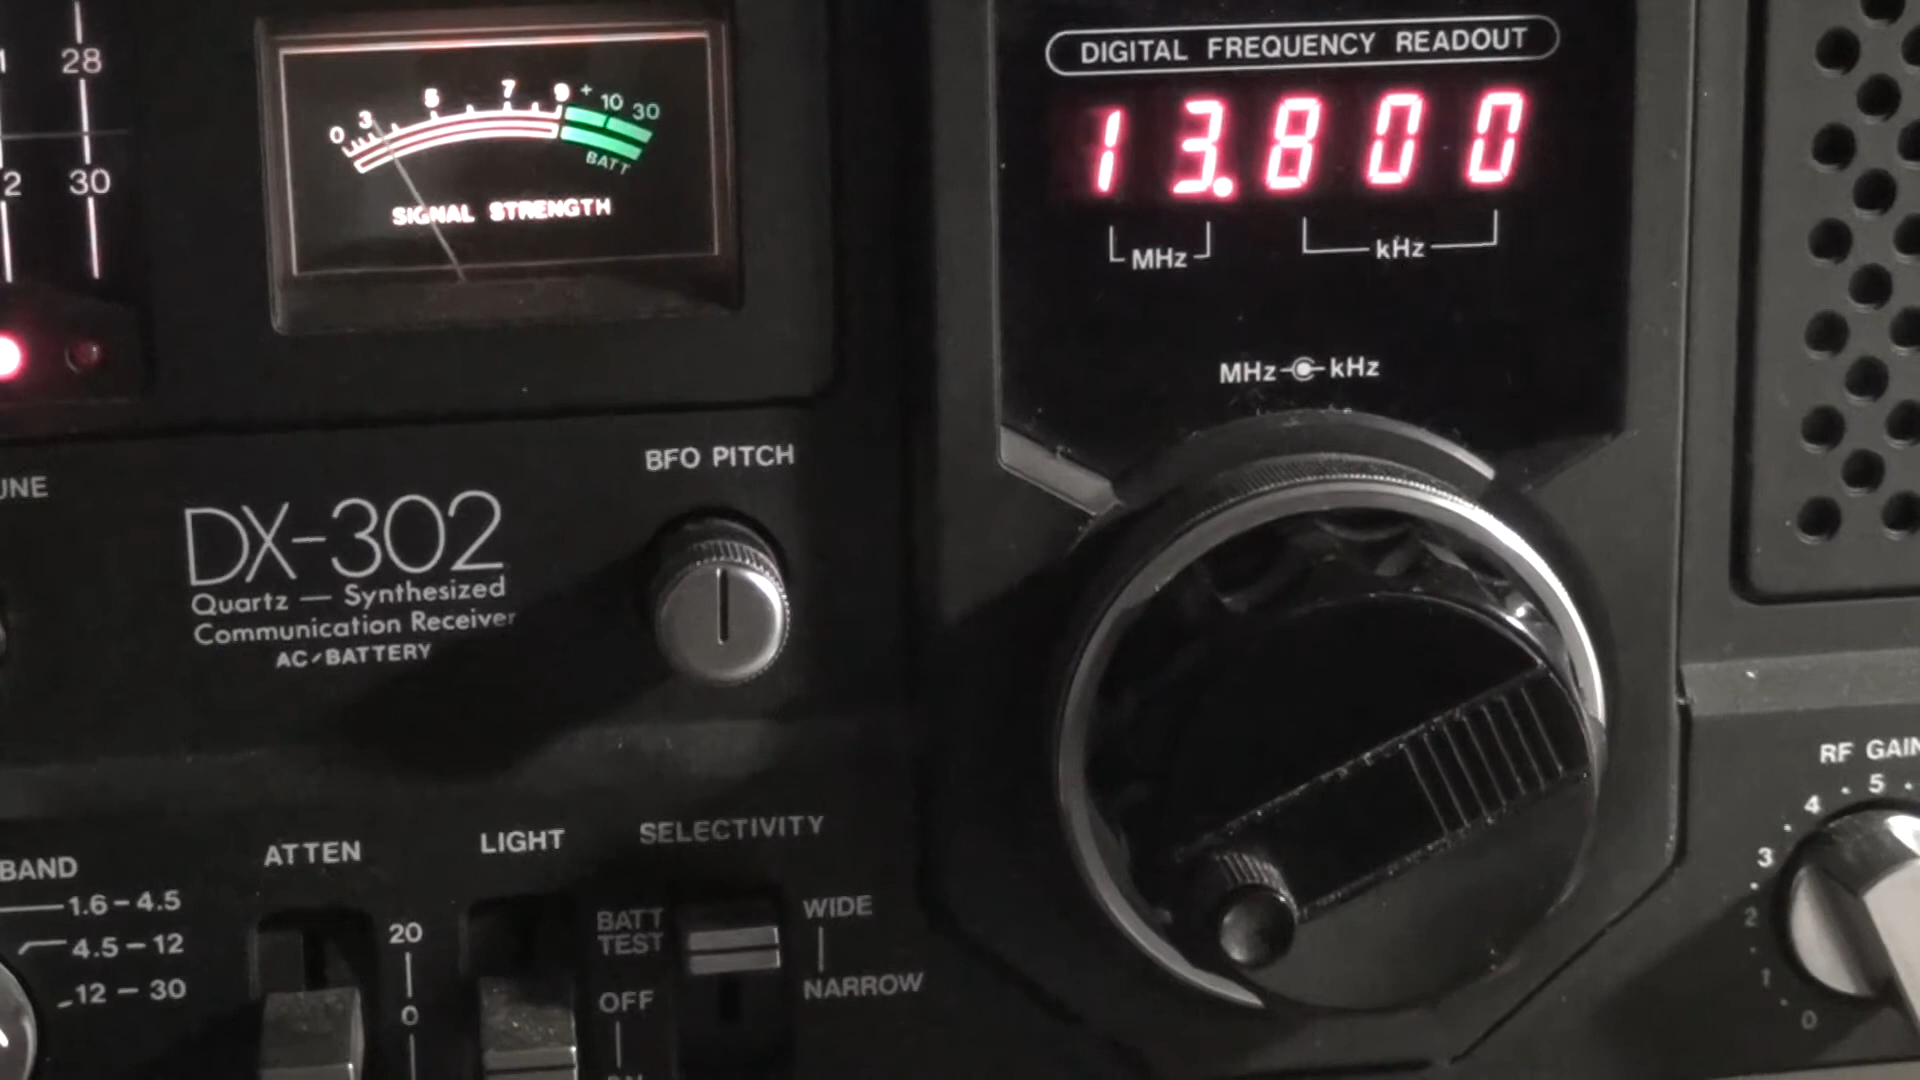 28
30
0 3 5 7 9 + 10 30
BATT
SIGNAL STRENGTH
DIGITAL FREQUENCY READOUT
13.800
MHz
kHz
MHz kHz
BFO PITCH
DX-302
Quartz — Synthesized
Communication Receiver
AC/BATTERY
BAND
1.6 – 4.5
4.5 – 12
12 – 30
ATTEN
20
0
LIGHT
SELECTIVITY
BATT
TEST
OFF
WIDE
NARROW
RF GAIN
5
4
3
2
1
0